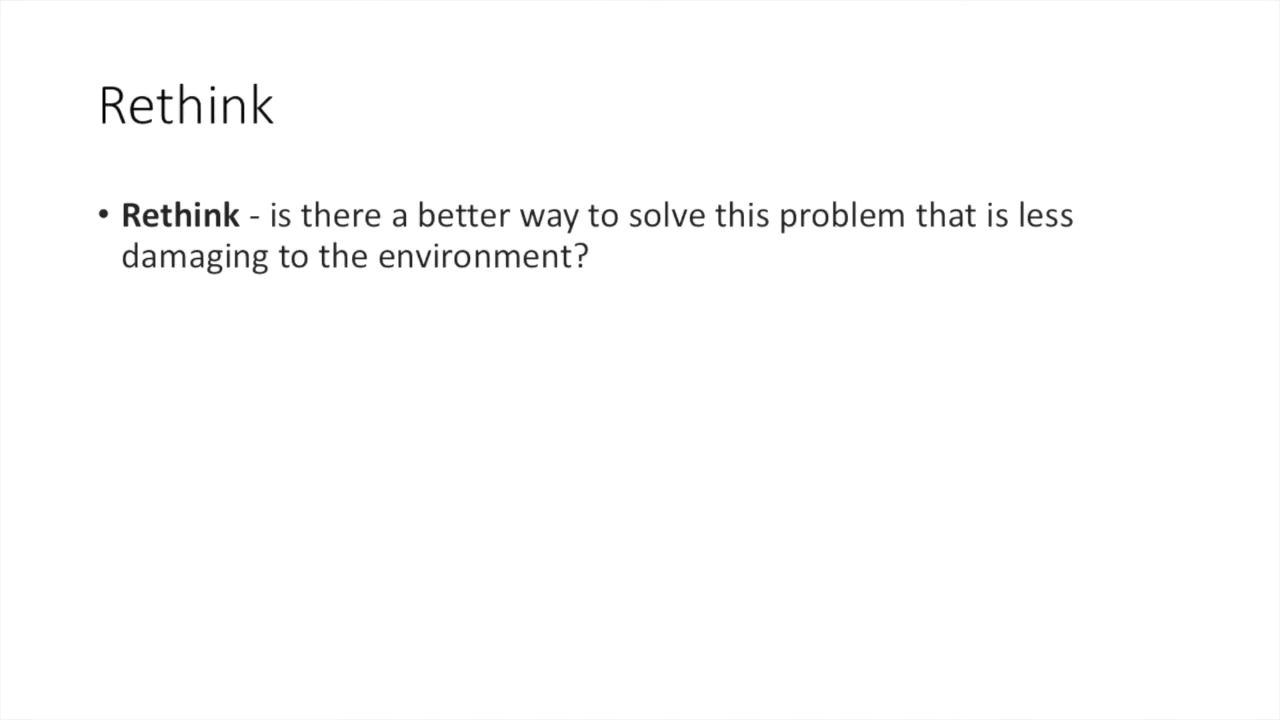 Rethink
• Rethink - is there a better way to solve this problem that is less
damaging to the environment?